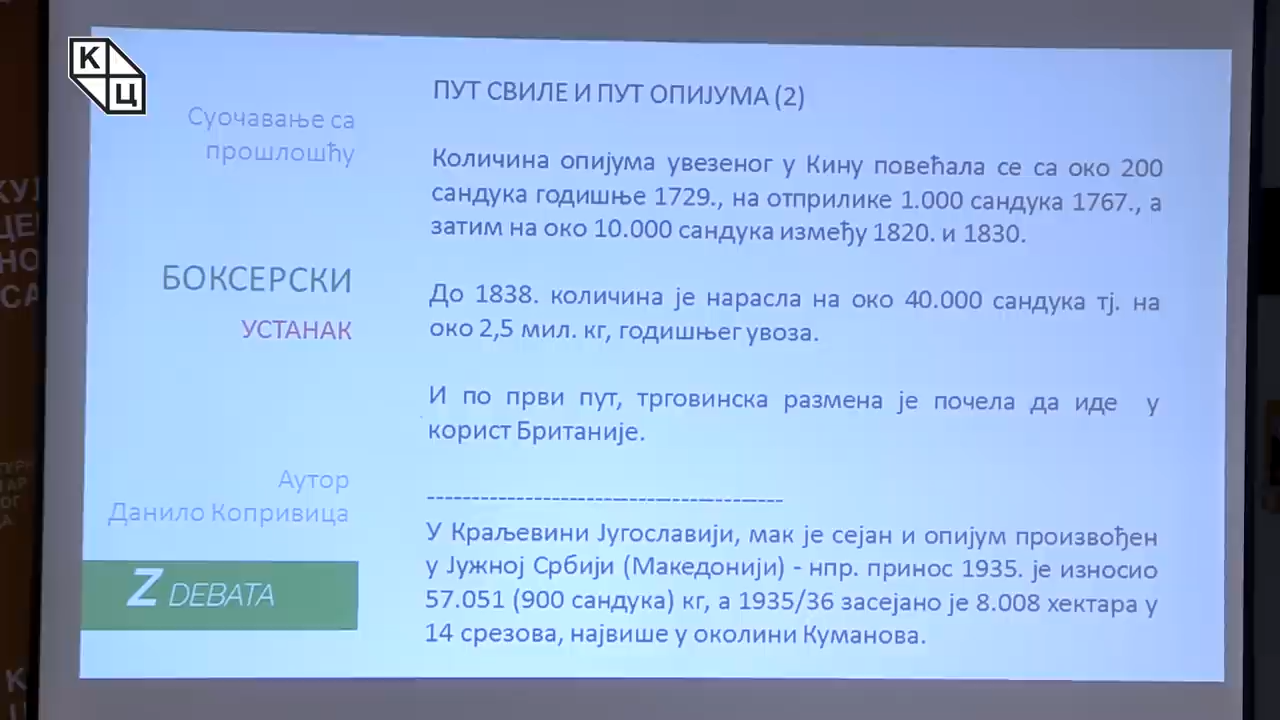 К
Ц
Суочавање са
прошлошћу
БОКСЕРСКИ
УСТАНАК
Аутор
Данило Копривица
Z DEBATA
ПУТ СВИЛЕ И ПУТ ОПИЈУМА (2)
Количина опијума увезеног у Кину повећала се са око 200
сандука годишње 1729., на отприлике 1.000 сандука 1767., а
затим на око 10.000 сандука између 1820. и 1830.
До 1838. количина је нарасла на око 40.000 сандука тј. на
око 2,5 мил. кг, годишњег увоза.
И по први пут, трговинска размена је почела да иде у
корист Британије.
----------------------------------------
У Краљевини Југославији, мак је сејан и опијум произвођен
у Јужној Србији (Македонији) - нпр. принос 1935. је износио
57.051 (900 сандука) кг, а 1935/36 засејано је 8.008 хектара у
14 срезова, највише у околини Куманова.